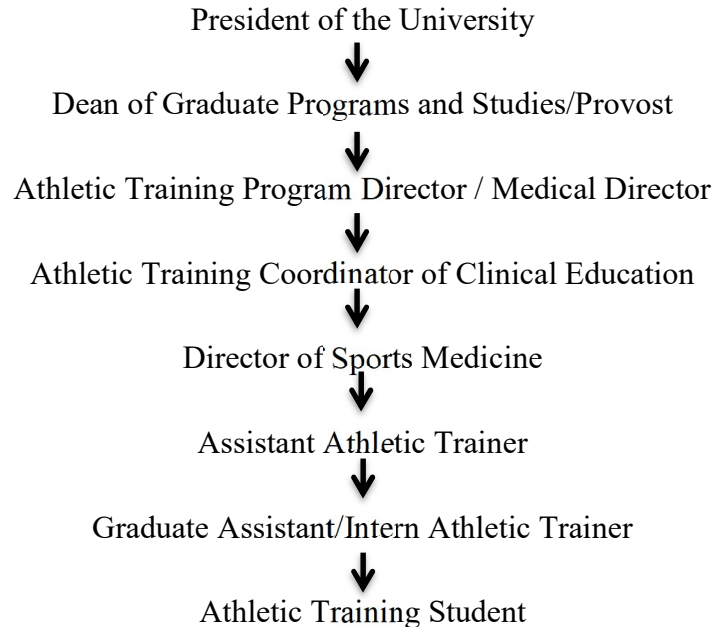 President of the University
Dean of Graduate Programs and Studies/Provost
Athletic Training Program Director / Medical Director
Athletic Training Coordinator of Clinical Education
Director of Sports Medicine
Assistant Athletic Trainer
Graduate Assistant/Intern Athletic Trainer
Athletic Training Student